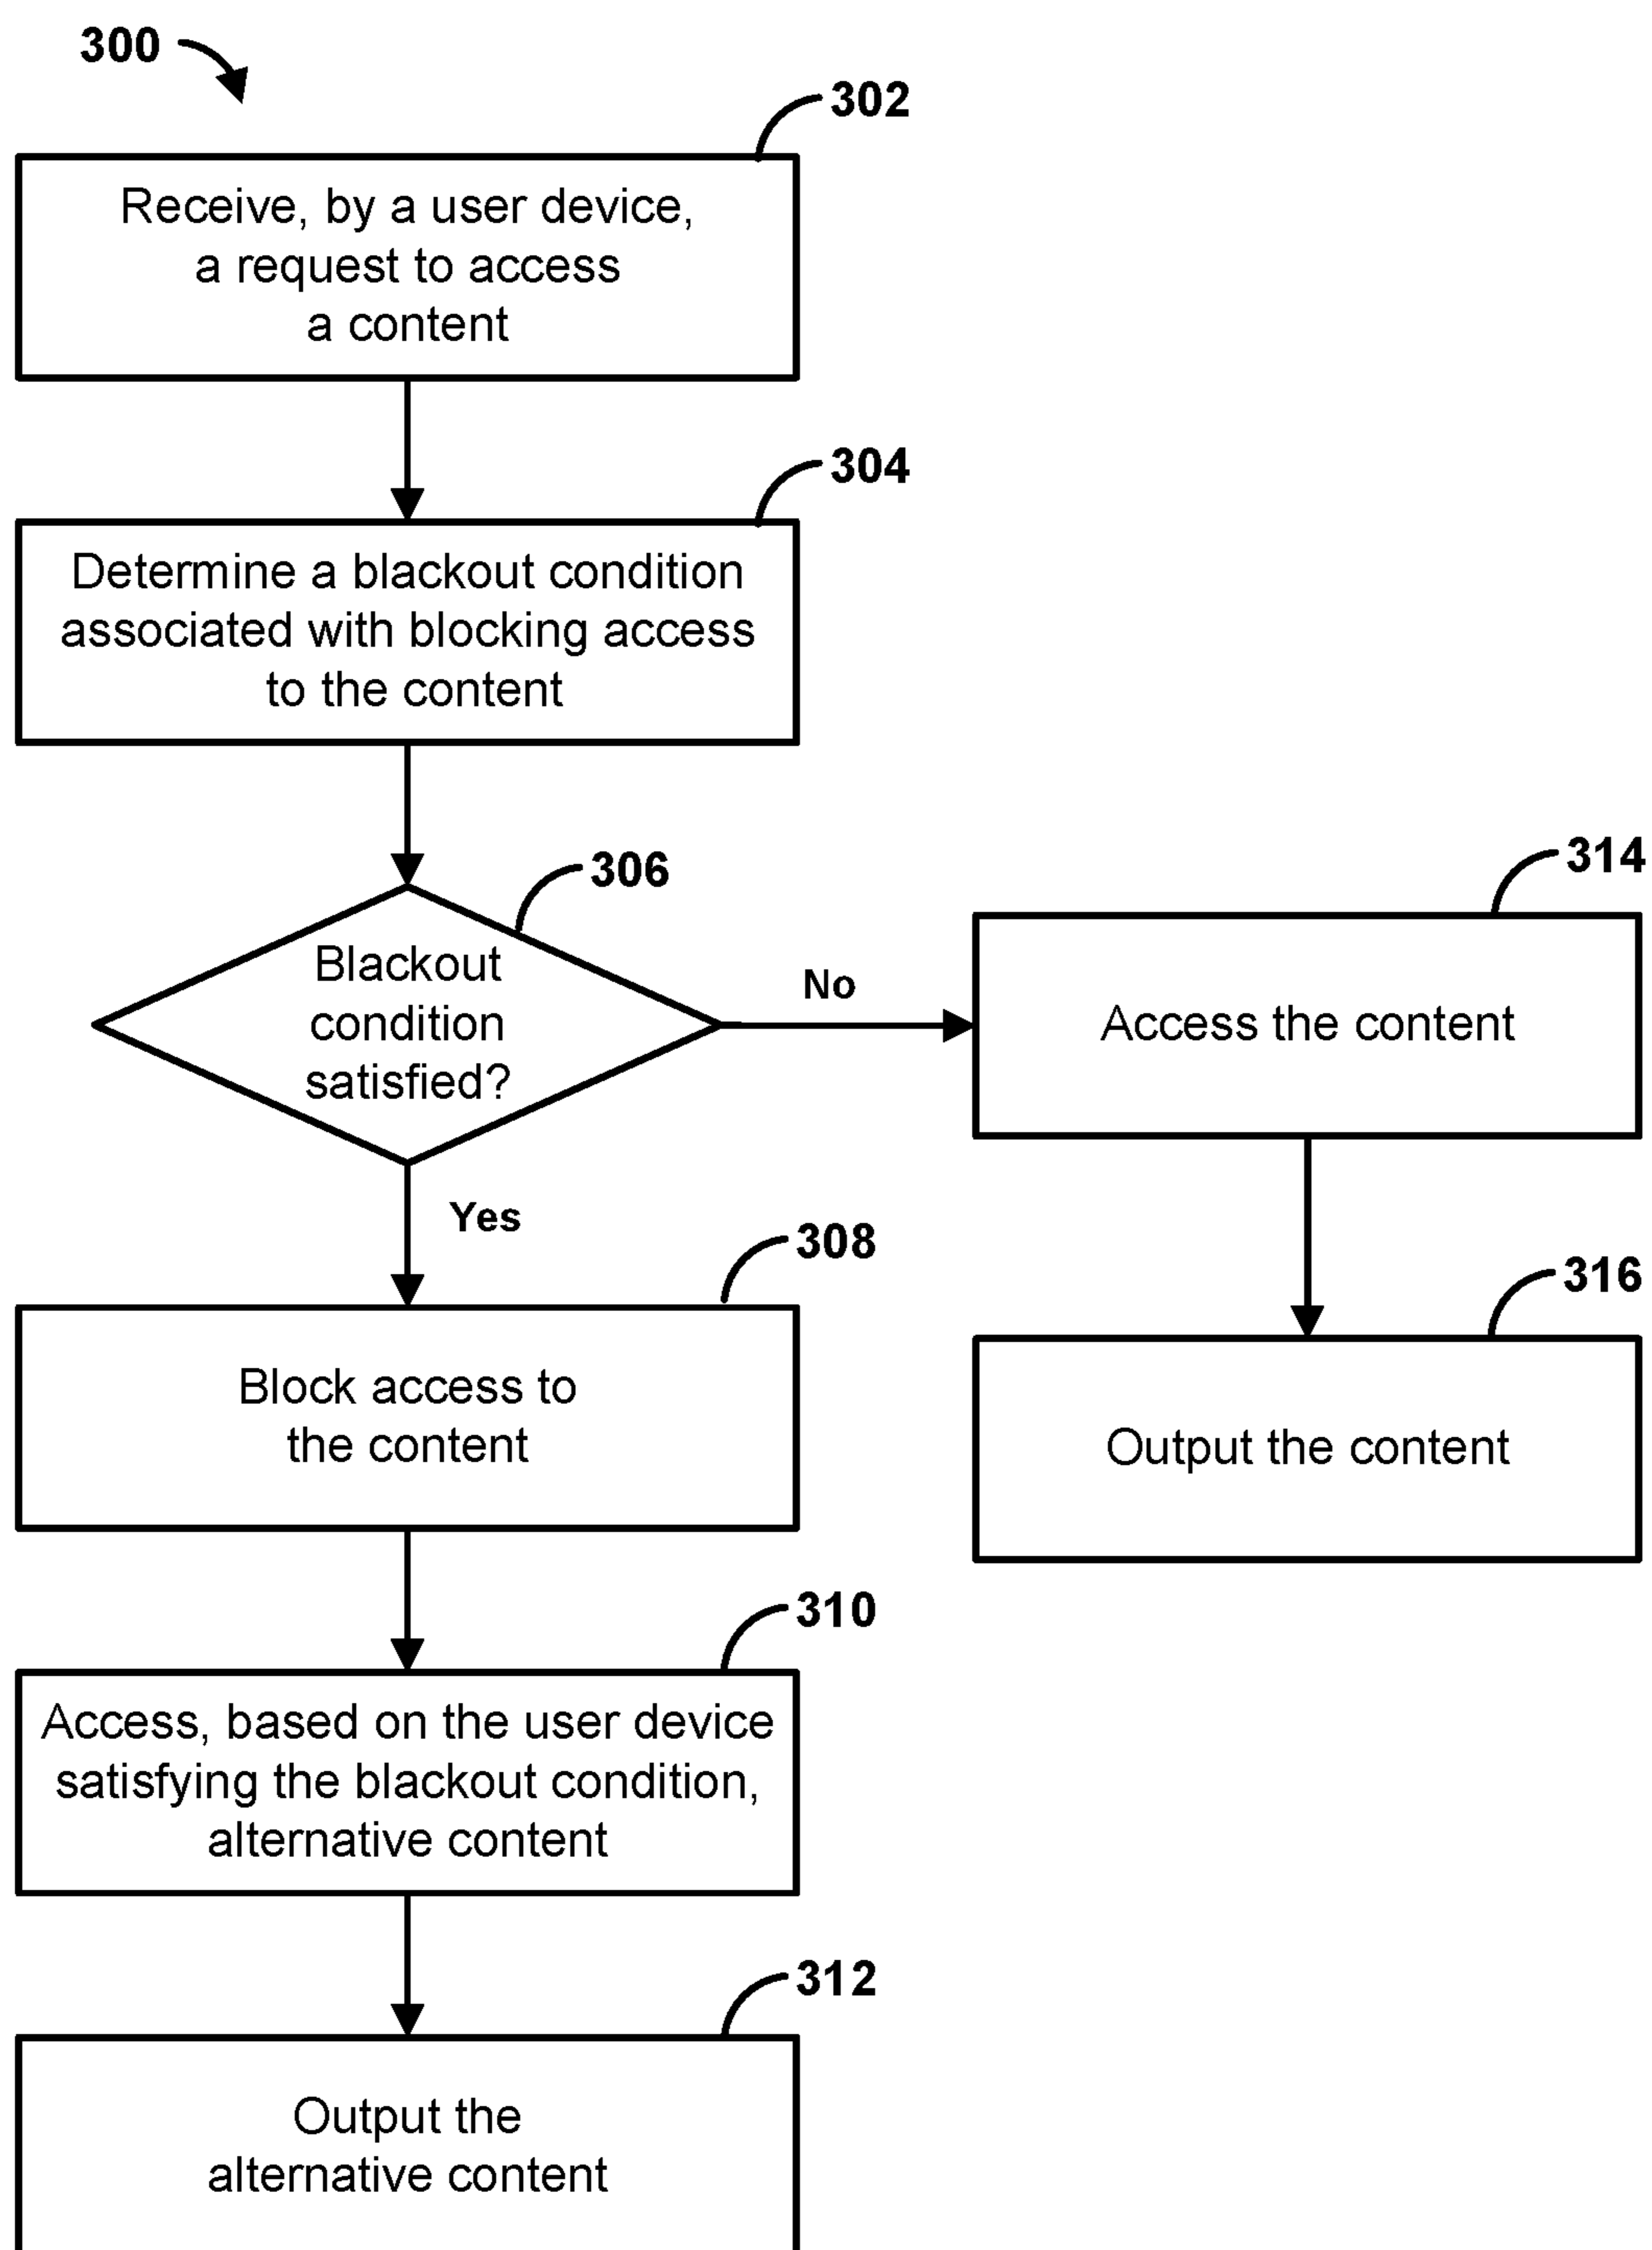 300
302
Receive, by a user device,
a request to access
a content
304
Determine a blackout condition
associated with blocking access
to the content
306
Blackout
condition
satisfied?
No
314
Access the content
Yes
308
Block access to
the content
316
Output the content
310
Access, based on the user device
satisfying the blackout condition,
alternative content
312
Output the
alternative content